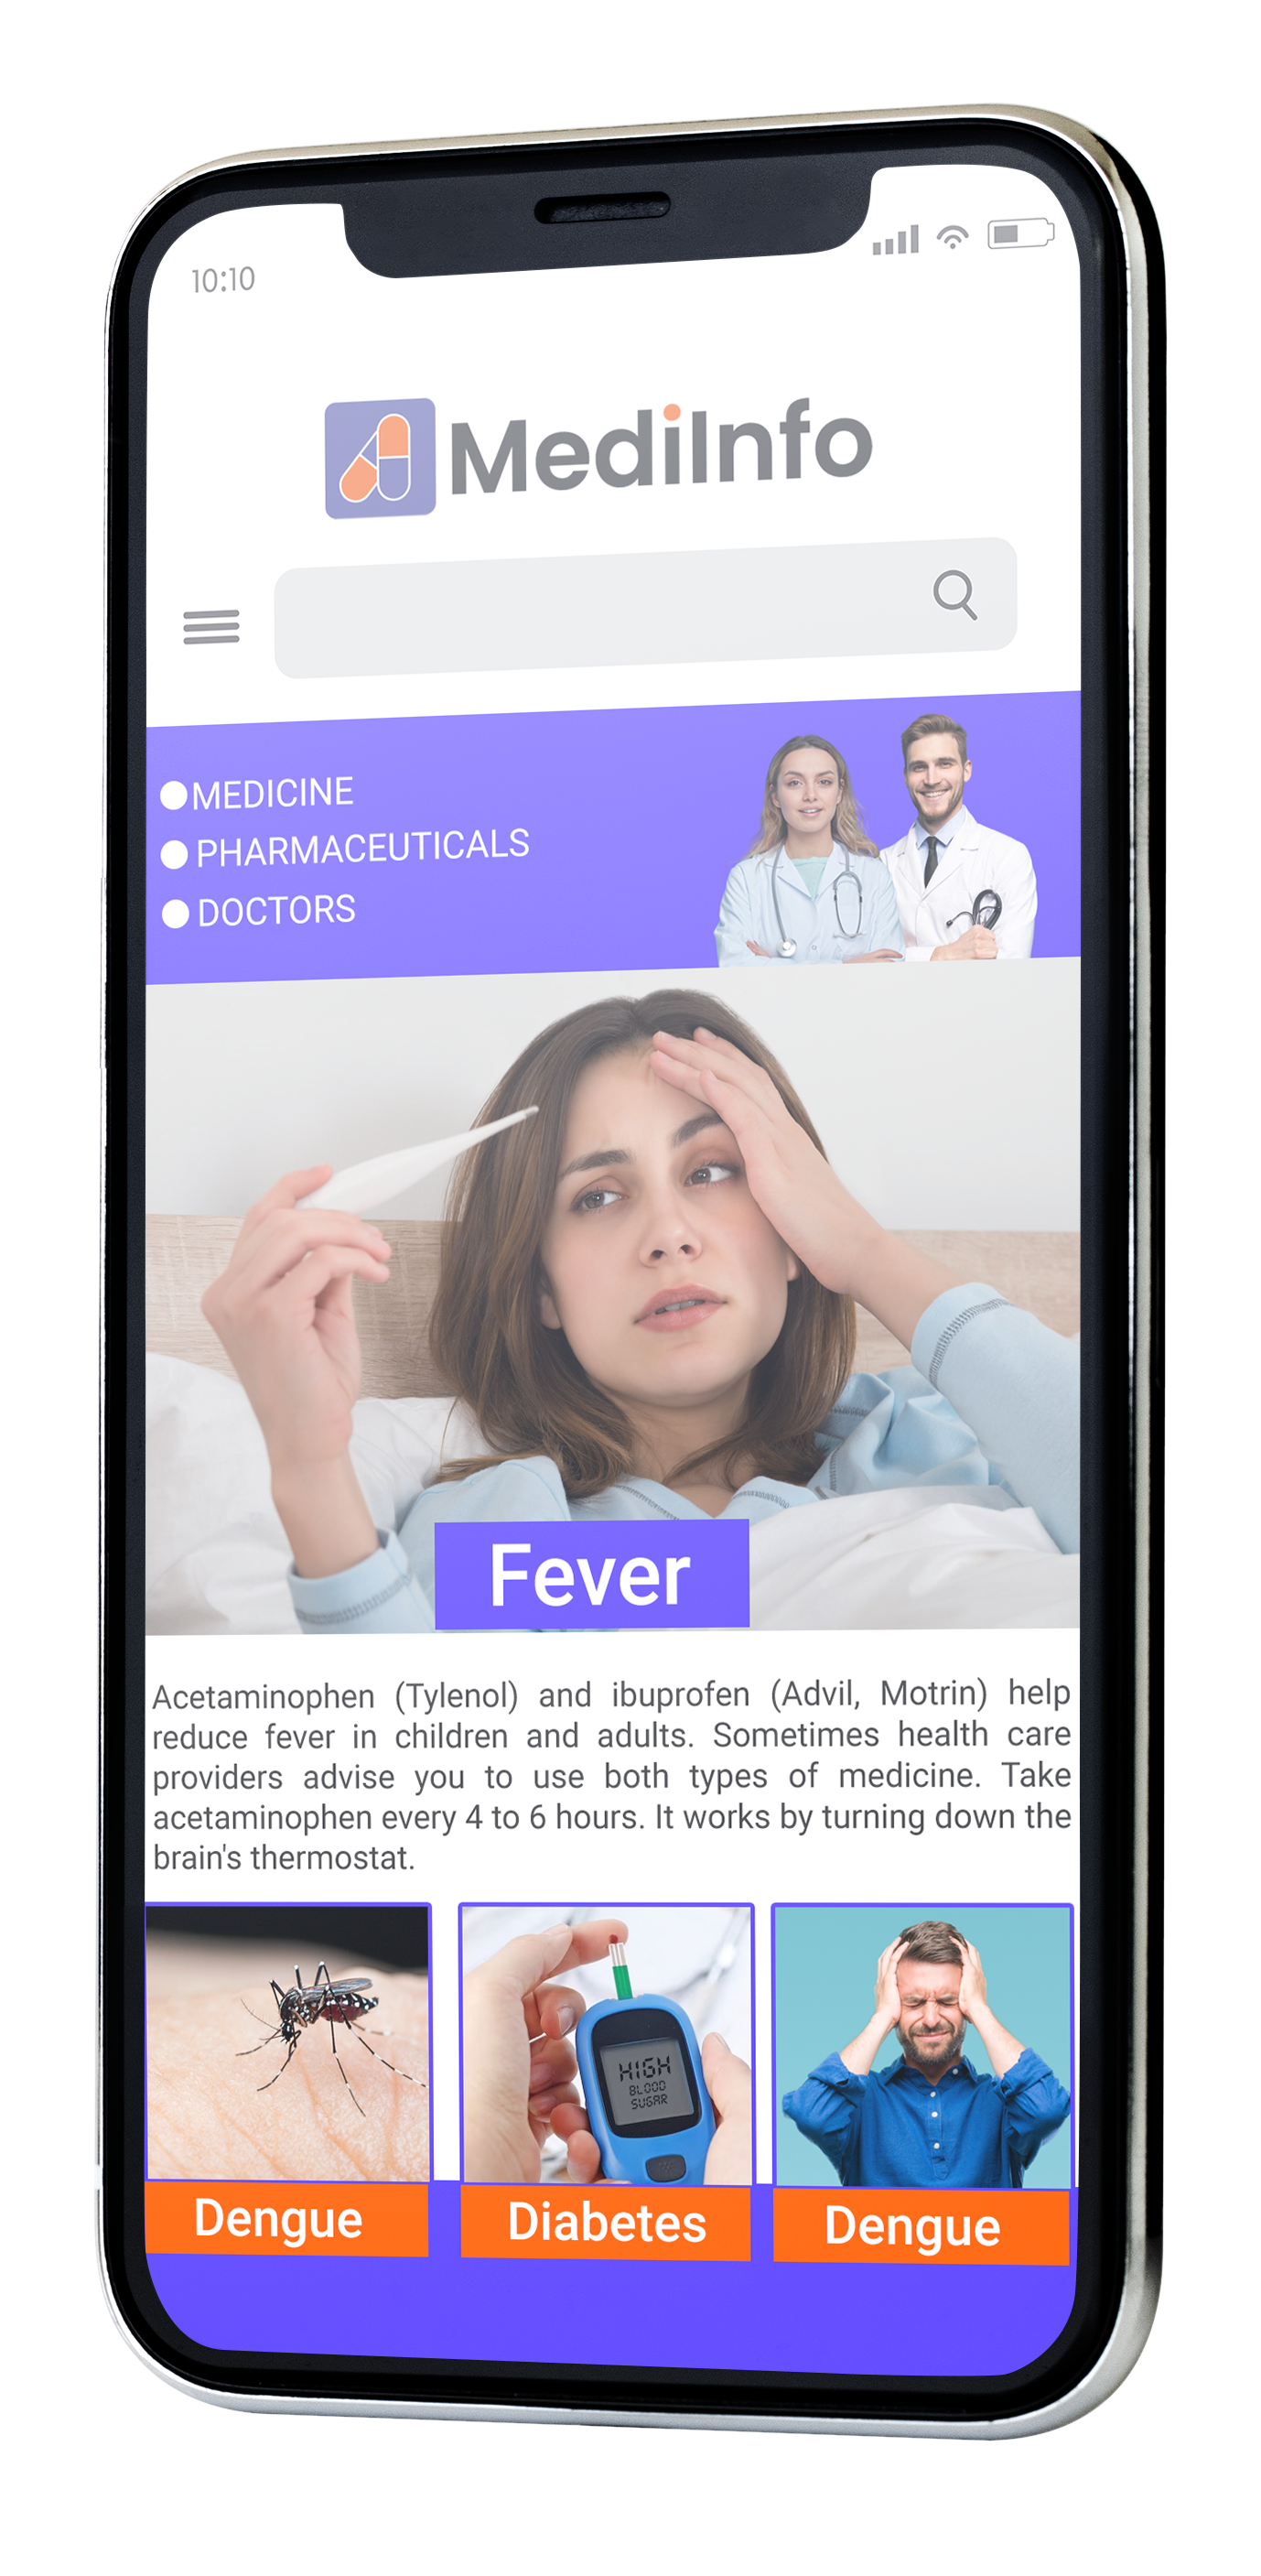 10:10
MediInfo
MEDICINE
PHARMACEUTICALS
DOCTORS
Fever
Acetaminophen (Tylenol) and ibuprofen (Advil, Motrin) help
reduce fever in children and adults. Sometimes health care
providers advise you to use both types of medicine. Take
acetaminophen every 4 to 6 hours. It works by turning down the
brain's thermostat.
HIGH
BLOOD
SUGAR
Dengue
Diabetes
Dengue